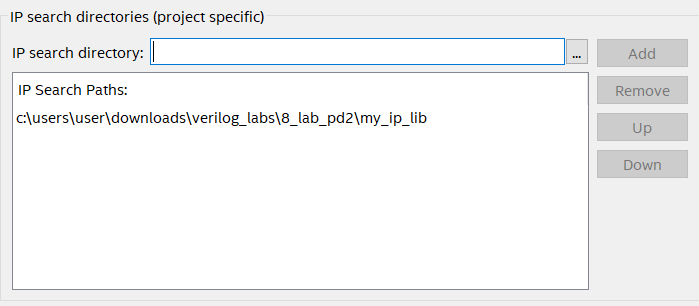 IP search directories (project specific)
IP search directory:
...
Add
IP Search Paths:
Remove
c:\users\user\downloads\verilog_labs\8_lab_pd2\my_ip_lib
Up
Down